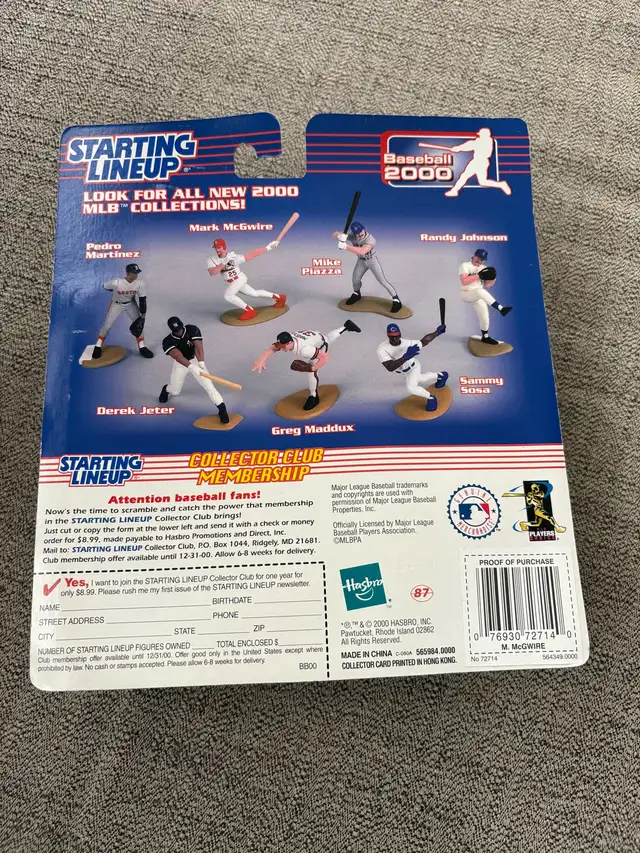 STARTING
LINEUP®
Baseball
2000
LOOK FOR ALL NEW 2000
MLB™ COLLECTIONS!
Mark McGwire
Pedro
Martinez
Mike
Piazza
Randy Johnson
Derek Jeter
Greg Maddux
Sammy
Sosa
STARTING
LINEUP
COLLECTOR CLUB
MEMBERSHIP
Attention baseball fans!
Now's the time to scramble and catch the power that membership
in the STARTING LINEUP Collector Club brings!
Just cut or copy the form at the lower left and send it with a check or money
order for $8.99, made payable to Hasbro Promotions and Direct, Inc.
Mail to: STARTING LINEUP Collector Club, P.O. Box 1044, Ridgely, MD 21681.
Club membership offer available until 12-31-00. Allow 6-8 weeks for delivery.
Yes, I want to join the STARTING LINEUP Collector Club for one year for
only $8.99. Please rush me my first issue of the STARTING LINEUP newsletter.
NAME BIRTHDATE
STREET ADDRESS PHONE
CITY STATE ZIP
NUMBER OF STARTING LINEUP FIGURES OWNED TOTAL ENCLOSED $
Club membership offer available until 12/31/00. Offer good only in the United States except where
prohibited by law. No cash or stamps accepted. Please allow 6-8 weeks for delivery.
BB00
Major League Baseball trademarks
and copyrights are used with
permission of Major League Baseball
Properties, Inc.
Officially Licensed by Major League
Baseball Players Association.
©MLBPA
GENUINE
MERCHANDISE
PLAYERS
Hasbro
™
87
*®,™ & © 2000 HASBRO, INC.
Pawtucket, Rhode Island 02862
All Rights Reserved.
MADE IN CHINA C-060A 565984.0000
COLLECTOR CARD PRINTED IN HONG KONG.
PROOF OF PURCHASE
0 76930 72714 0
M. McGWIRE
No 72714 564349.0000